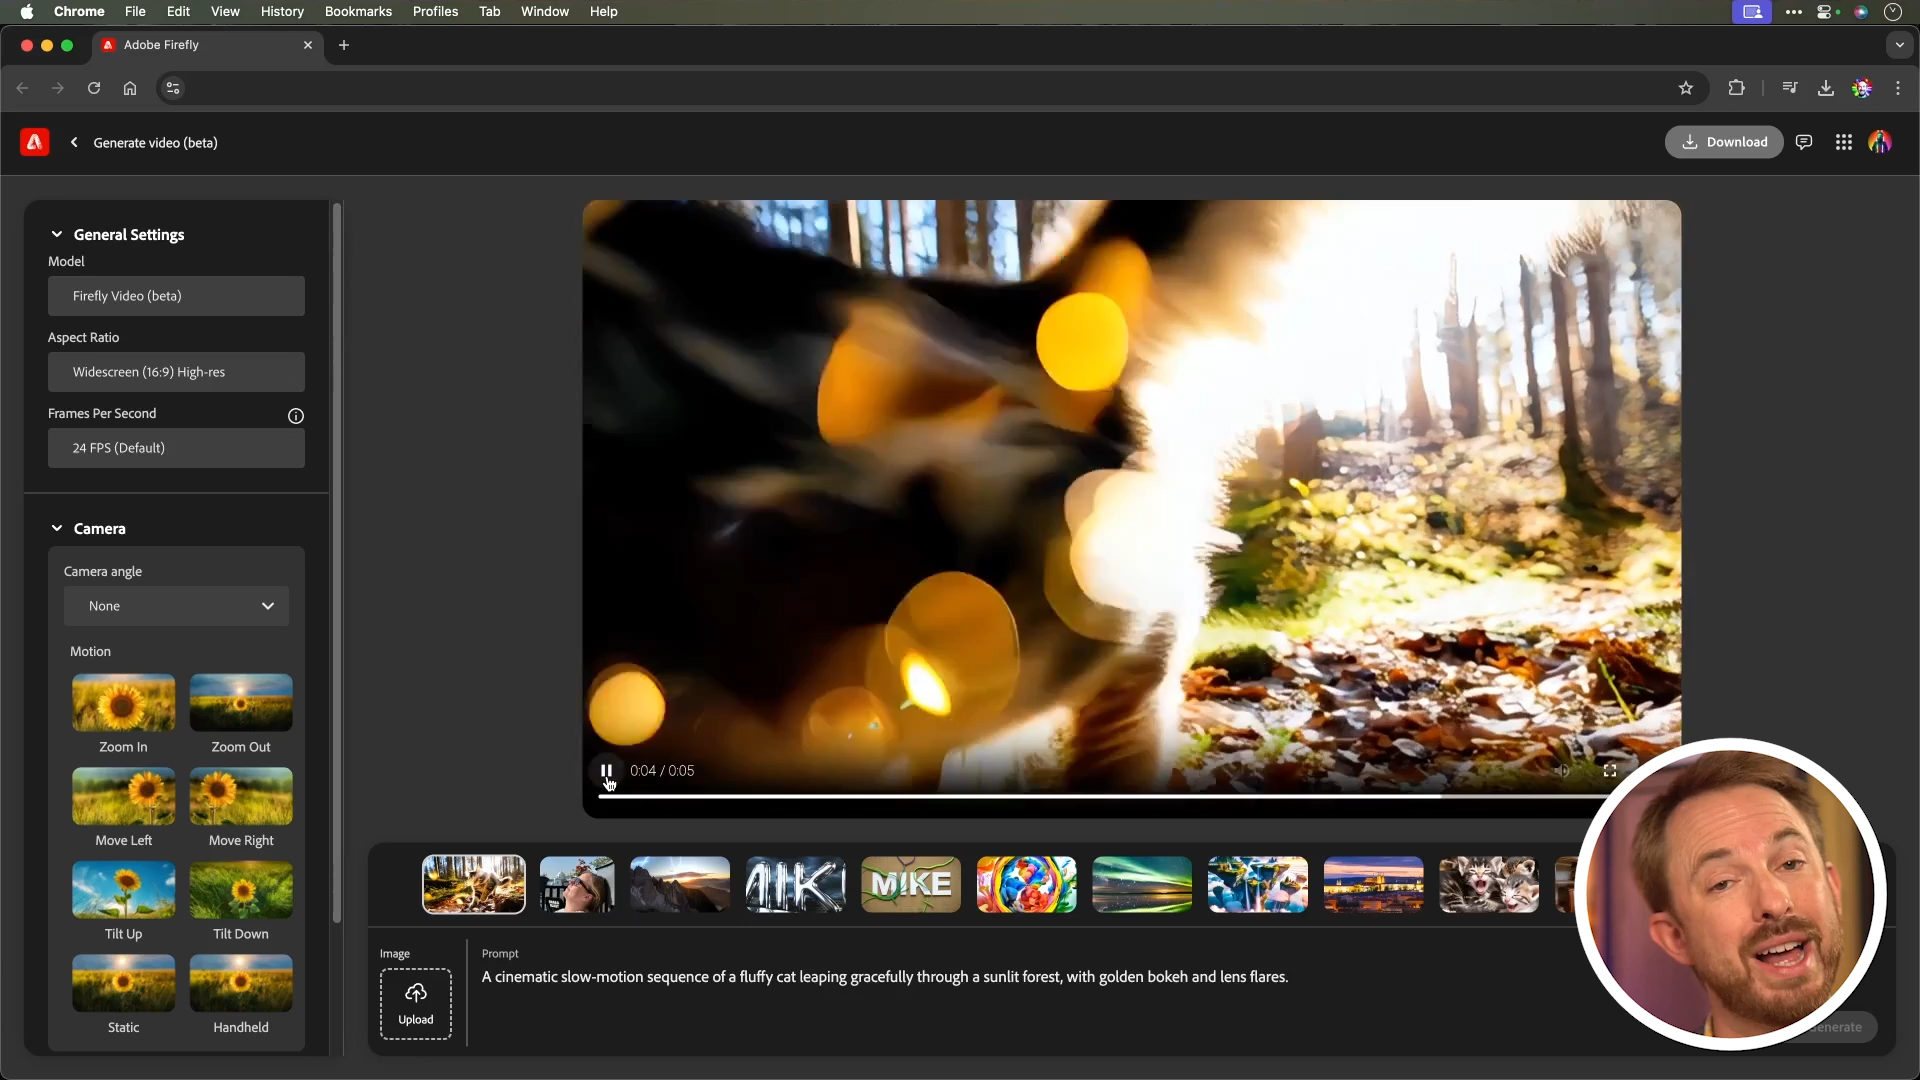 Chrome File Edit View History Bookmarks Profiles Tab Window Help
Adobe Firefly
Generate video (beta)
Download
General Settings
Model
Firefly Video (beta)
Aspect Ratio
Widescreen (16:9) High-res
Frames Per Second
24 FPS (Default)
Camera
Camera angle
None
Motion
Zoom In
Zoom Out
Move Left
Move Right
Tilt Up
Tilt Down
Static
Handheld
0:04 / 0:05
MIKE
Image
Upload
Prompt
A cinematic slow-motion sequence of a fluffy cat leaping gracefully through a sunlit forest, with golden bokeh and lens flares.